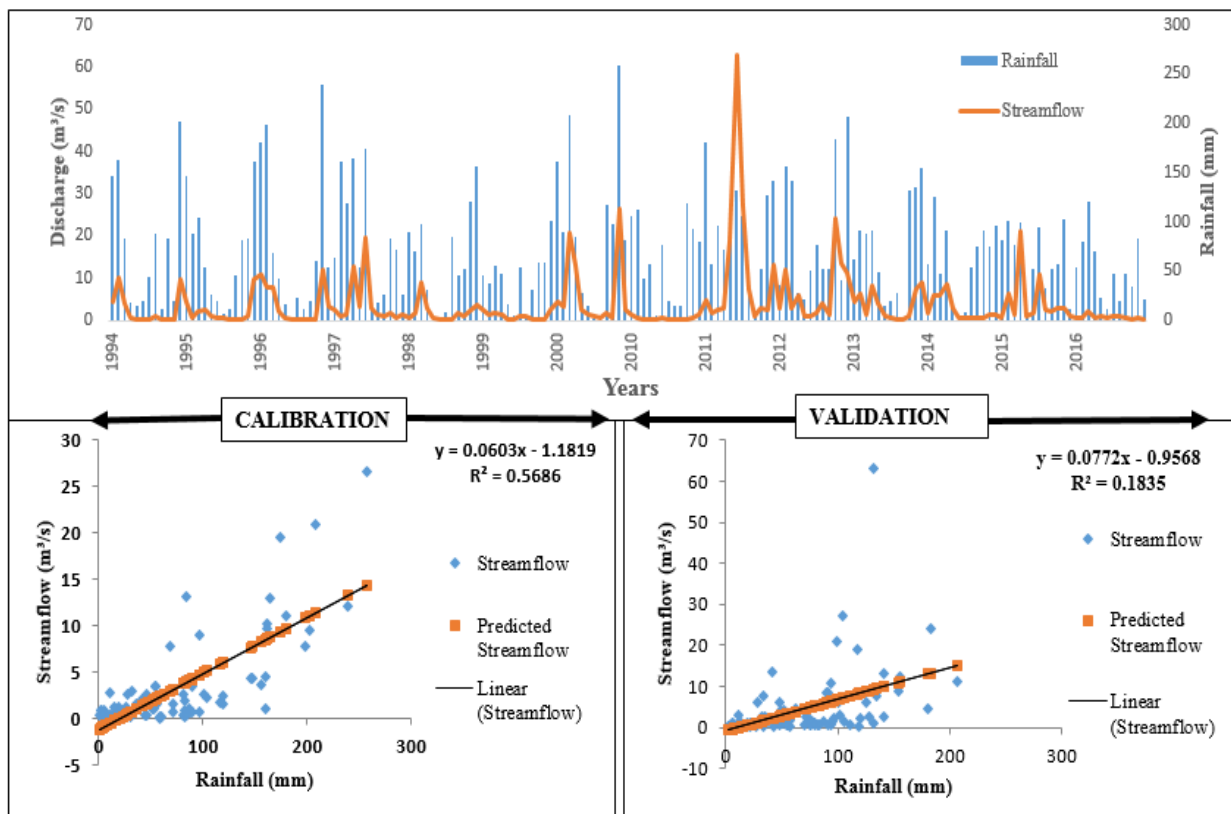 70
60
50
40
30
20
10
0
Discharge (m³/s)
300
250
200
150
100
50
0
Rainfall (mm)
Rainfall
Streamflow
1994 1995 1996 1997 1998 1999 2000 2010 2011 2012 2013 2014 2015 2016
Years
CALIBRATION
VALIDATION
30
25
20
15
10
5
0
-5
Streamflow (m³/s)
y = 0.0603x - 1.1819
R² = 0.5686
Streamflow
Predicted
Streamflow
Linear
(Streamflow)
0 100 200 300
Rainfall (mm)
70
60
50
40
30
20
10
0
-10
Streamflow (m³/s)
y = 0.0772x - 0.9568
R² = 0.1835
Streamflow
Predicted
Streamflow
Linear
(Streamflow)
0 100 200 300
Rainfall (mm)